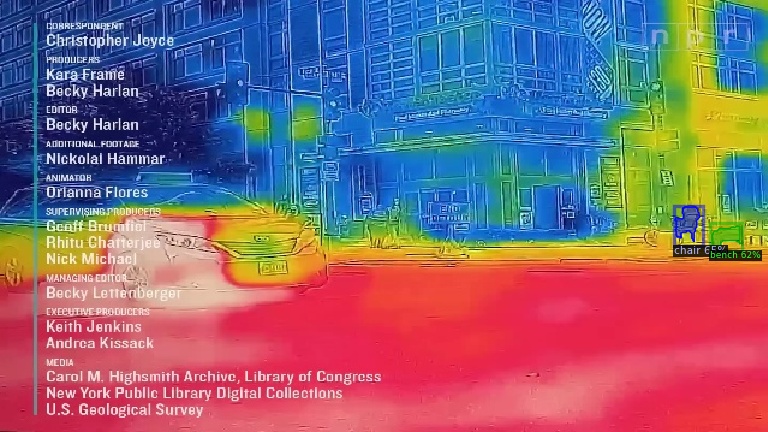 npr
CORRESPONDENT
Christopher Joyce
PRODUCERS
Kara Frame
Becky Harlan
EDITOR
Becky Harlan
ADDITIONAL FOOTAGE
Nickolai Hammar
ANIMATOR
Orianna Flores
SUPERVISING PRODUCERS
Geoff Brumfiel
Rhitu Chatterjee
Nick Michael
MANAGING EDITOR
Becky Lettenberger
EXECUTIVE PRODUCERS
Keith Jenkins
Andrea Kissack
MEDIA
Carol M. Highsmith Archive, Library of Congress
New York Public Library Digital Collections
U.S. Geological Survey
chair 65%
bench 62%